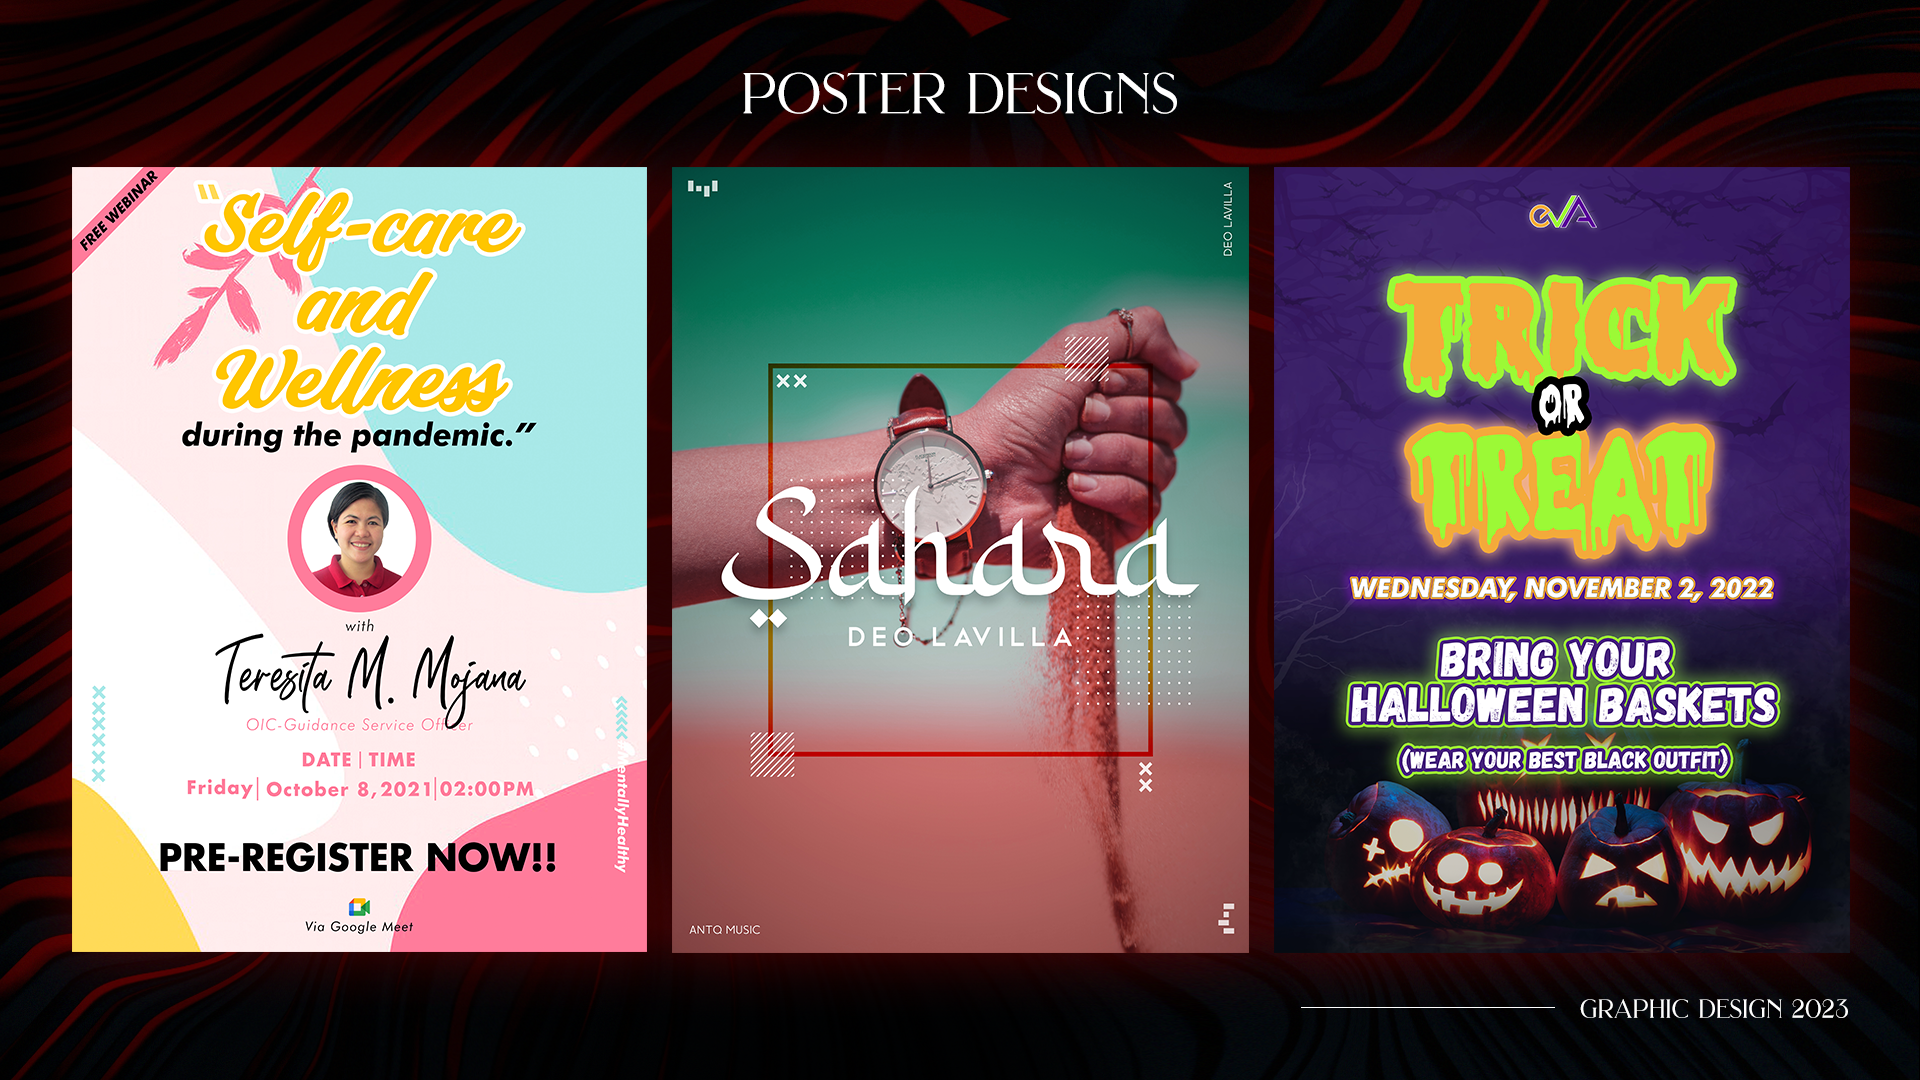 POSTER DESIGNS
FREE WEBINAR
"Self-care
and
Wellness
during the pandemic."
with
Teresita M. Mojana
OIC-Guidance Service Officer
DATE | TIME
Friday| October 8, 2021|02:00PM
#MentallyHealthy
PRE-REGISTER NOW!!
Via Google Meet
DEO LAVILLA
Sahara
DEO LAVILLA
ANTQ MUSIC
eVA
TRICK
OR
TREAT
WEDNESDAY, NOVEMBER 2, 2022
BRING YOUR
HALLOWEEN BASKETS
(WEAR YOUR BEST BLACK OUTFIT)
GRAPHIC DESIGN 2023